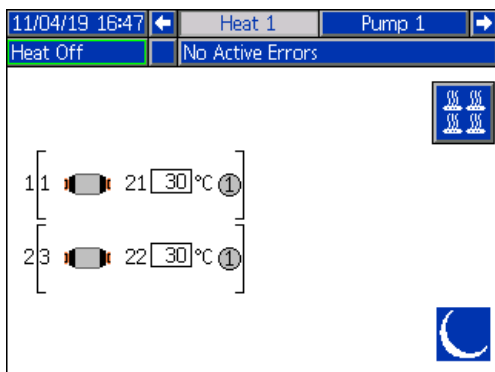 11/04/19 16:47 Heat 1 Pump 1
Heat Off No Active Errors
1 1 21 30 °C 1
2 3 22 30 °C 1